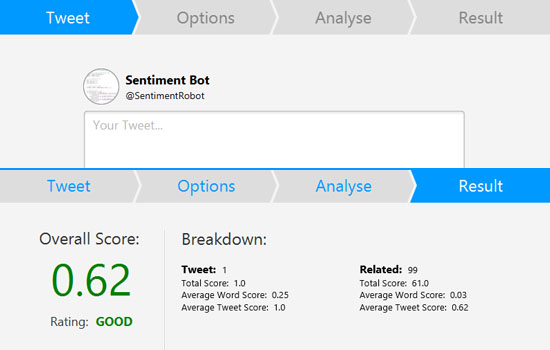 Tweet Options Analyse Result
Sentiment Bot
@SentimentRobot
Your Tweet...
Tweet Options Analyse Result
Overall Score:
0.62
Rating: GOOD
Breakdown:
Tweet: 1
Total Score: 1.0
Average Word Score: 0.25
Average Tweet Score: 1.0
Related: 99
Total Score: 61.0
Average Word Score: 0.03
Average Tweet Score: 0.62